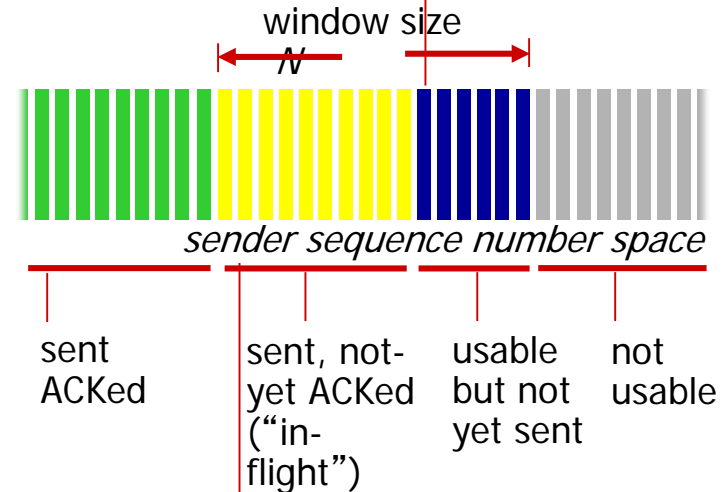 window size
N
sender sequence number space
sent
ACKed
sent, not-
yet ACKed
(“in-
flight”)
usable
but not
yet sent
not
usable